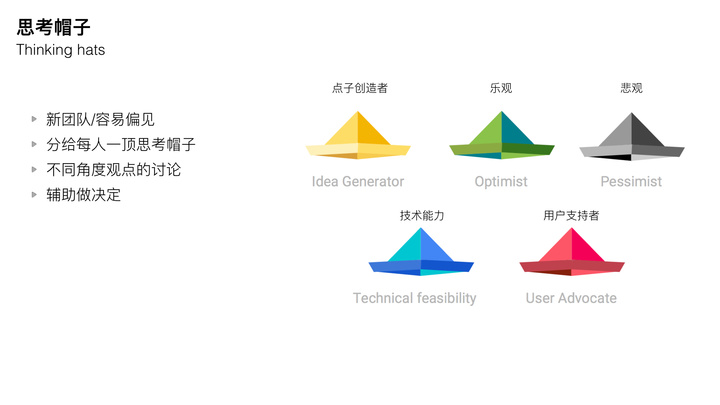 思考帽子
Thinking hats
新团队/容易偏见
分给每人一顶思考帽子
不同角度观点的讨论
辅助做决定
点子创造者
乐观
悲观
Idea Generator
Optimist
Pessimist
技术能力
用户支持者
Technical feasibility
User Advocate